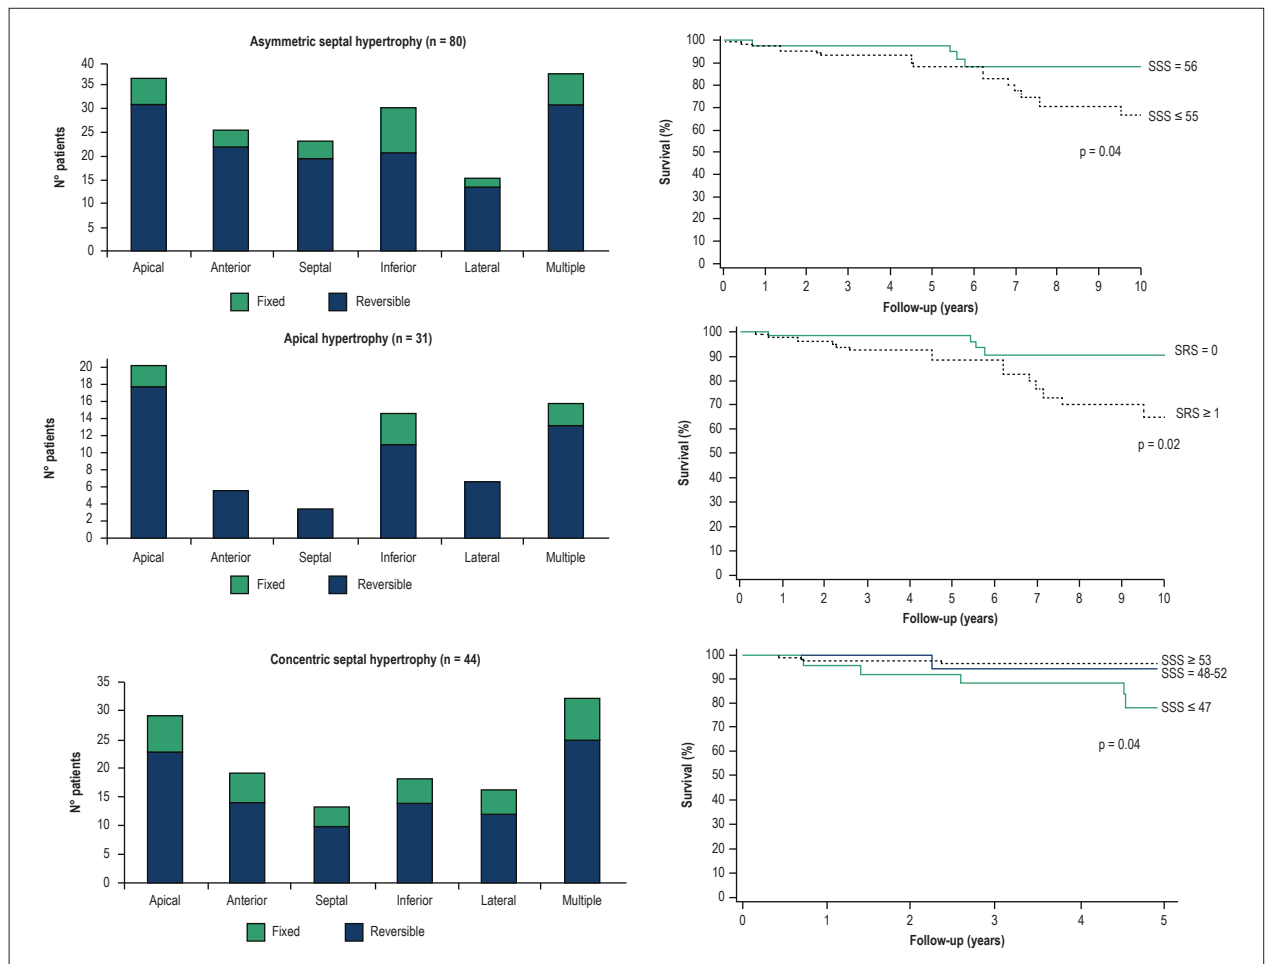 Asymmetric septal hypertrophy (n = 80)
Nº patients
40
35
30
25
20
15
10
5
0
Apical Anterior Septal Inferior Lateral Multiple
Fixed Reversible
Survival (%)
100
90
80
70
60
50
40
30
20
10
0
SSS = 56
SSS ≤ 55
p = 0.04
0 1 2 3 4 5 6 7 8 9 10
Follow-up (years)
Apical hypertrophy (n = 31)
Nº patients
20
18
16
14
12
10
8
6
4
2
0
Apical Anterior Septal Inferior Lateral Multiple
Fixed Reversible
Survival (%)
100
90
80
70
60
50
40
30
20
10
0
SRS = 0
SRS ≥ 1
p = 0.02
0 1 2 3 4 5 6 7 8 9 10
Follow-up (years)
Concentric septal hypertrophy (n = 44)
Nº patients
35
30
25
20
15
10
5
0
Apical Anterior Septal Inferior Lateral Multiple
Fixed Reversible
Survival (%)
100
90
80
70
60
50
40
30
20
10
0
SSS ≥ 53
SSS = 48-52
SSS ≤ 47
p = 0.04
0 1 2 3 4 5
Follow-up (years)